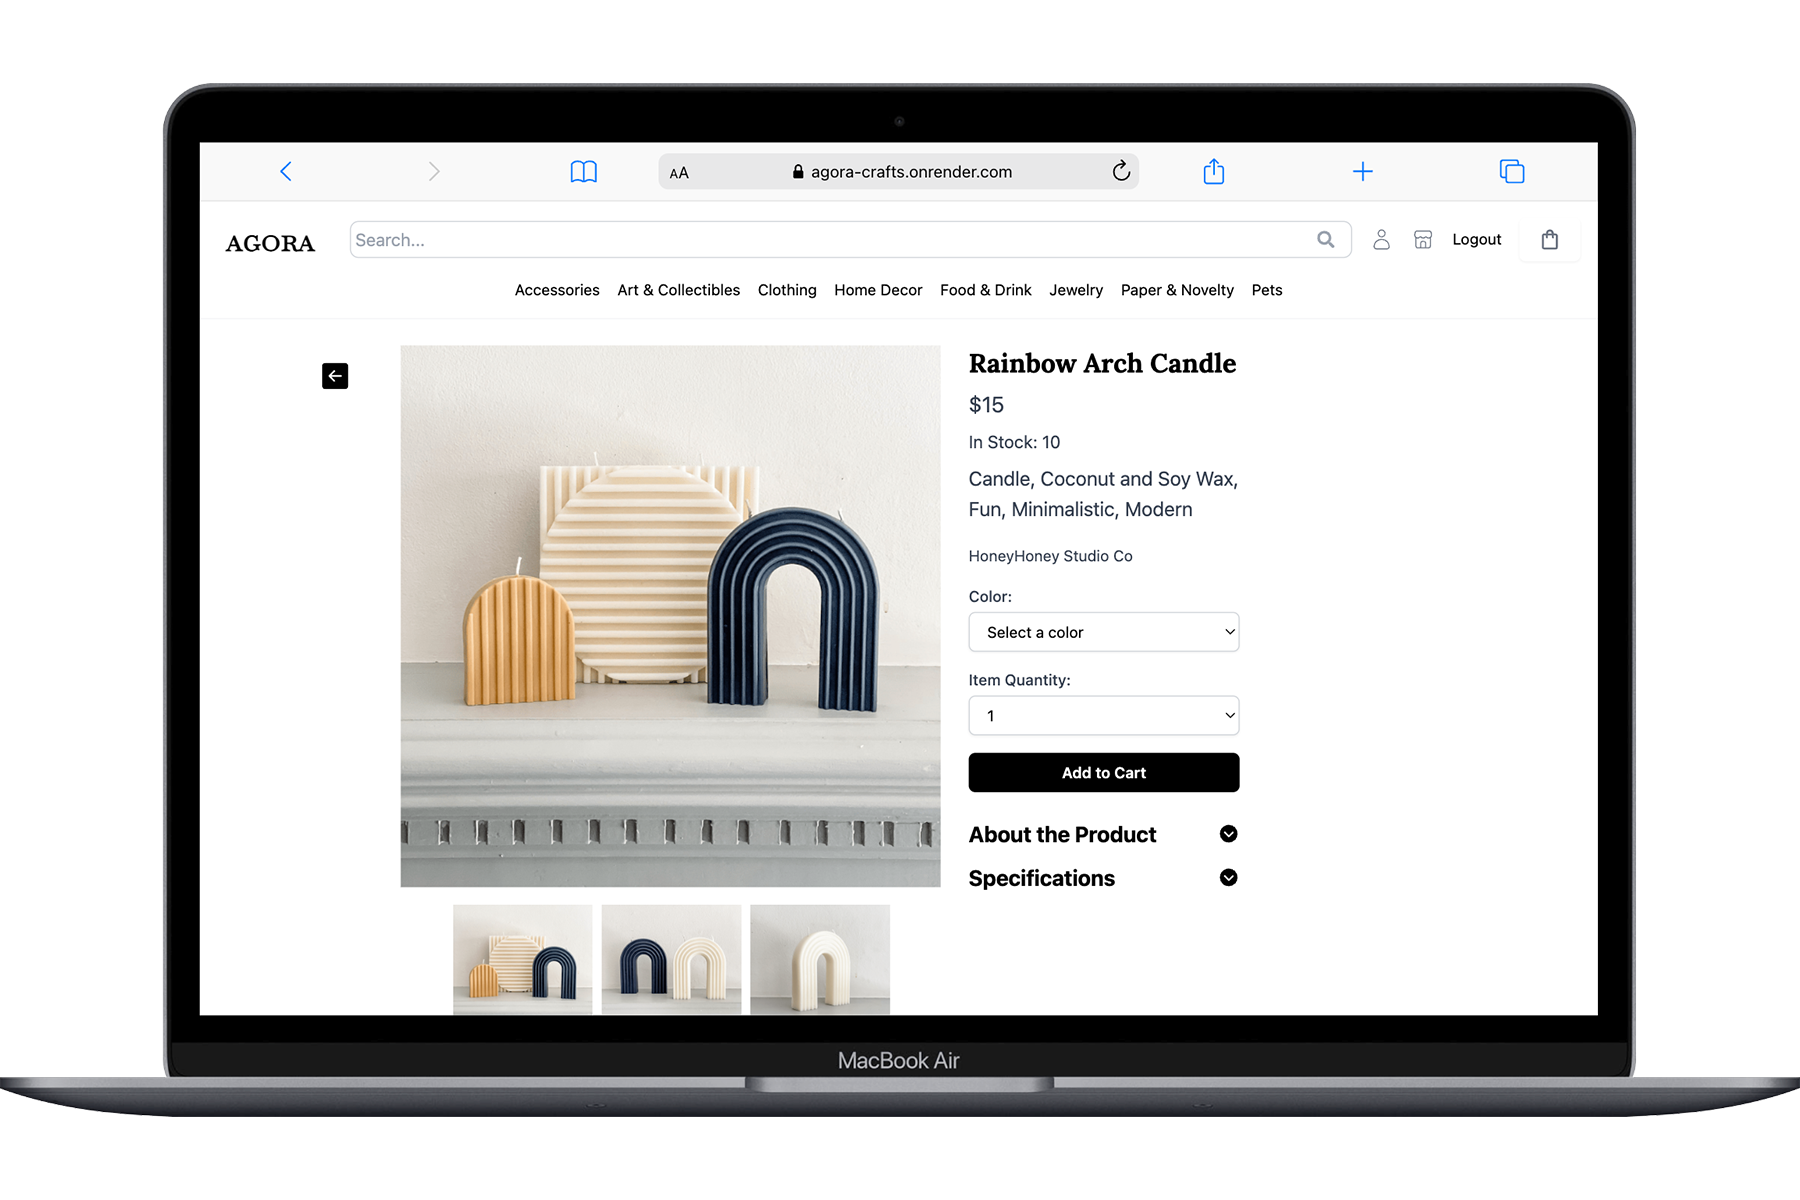 AA agora-crafts.onrender.com
AGORA Search... Logout
Accessories Art & Collectibles Clothing Home Decor Food & Drink Jewelry Paper & Novelty Pets
Rainbow Arch Candle
$15
In Stock: 10
Candle, Coconut and Soy Wax,
Fun, Minimalistic, Modern
HoneyHoney Studio Co
Color:
Select a color
Item Quantity:
1
Add to Cart
About the Product
Specifications
MacBook Air